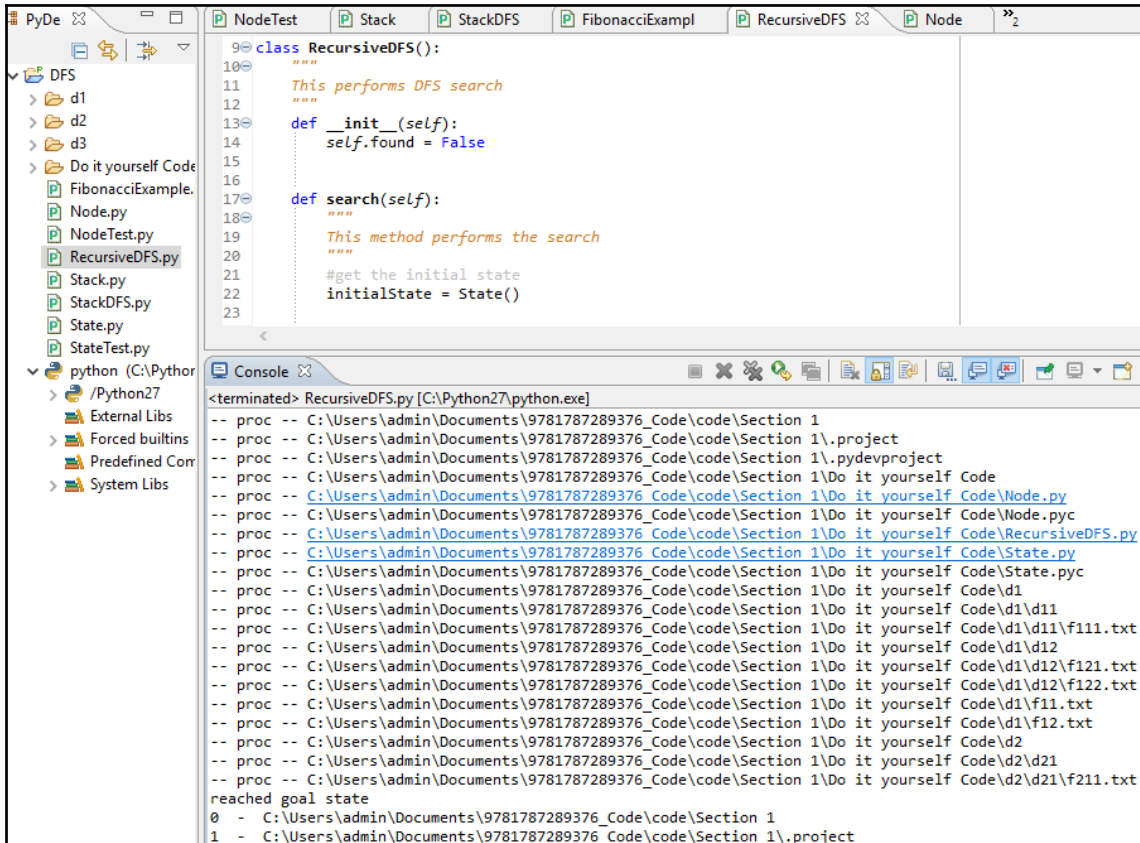 PyDe
DFS
d1
d2
d3
Do it yourself Code
FibonacciExample.
Node.py
NodeTest.py
RecursiveDFS.py
Stack.py
StackDFS.py
State.py
StateTest.py
python (C:\Python
/Python27
External Libs
Forced builtins
Predefined Com
System Libs
NodeTest Stack StackDFS FibonacciExampl RecursiveDFS Node »2
9 class RecursiveDFS():
10 """
11 This performs DFS search
12 """
13 def __init__(self):
14 self.found = False
15
16
17 def search(self):
18 """
19 This method performs the search
20 """
21 #get the initial state
22 initialState = State()
23
Console
<terminated> RecursiveDFS.py [C:\Python27\python.exe]
-- proc -- C:\Users\admin\Documents\9781787289376_Code\code\Section 1
-- proc -- C:\Users\admin\Documents\9781787289376_Code\code\Section 1\.project
-- proc -- C:\Users\admin\Documents\9781787289376_Code\code\Section 1\.pydevproject
-- proc -- C:\Users\admin\Documents\9781787289376_Code\code\Section 1\Do it yourself Code
-- proc -- C:\Users\admin\Documents\9781787289376_Code\code\Section 1\Do it yourself Code\Node.py
-- proc -- C:\Users\admin\Documents\9781787289376_Code\code\Section 1\Do it yourself Code\Node.pyc
-- proc -- C:\Users\admin\Documents\9781787289376_Code\code\Section 1\Do it yourself Code\RecursiveDFS.py
-- proc -- C:\Users\admin\Documents\9781787289376_Code\code\Section 1\Do it yourself Code\State.py
-- proc -- C:\Users\admin\Documents\9781787289376_Code\code\Section 1\Do it yourself Code\State.pyc
-- proc -- C:\Users\admin\Documents\9781787289376_Code\code\Section 1\Do it yourself Code\d1
-- proc -- C:\Users\admin\Documents\9781787289376_Code\code\Section 1\Do it yourself Code\d1\d11
-- proc -- C:\Users\admin\Documents\9781787289376_Code\code\Section 1\Do it yourself Code\d1\d11\f111.txt
-- proc -- C:\Users\admin\Documents\9781787289376_Code\code\Section 1\Do it yourself Code\d1\d12
-- proc -- C:\Users\admin\Documents\9781787289376_Code\code\Section 1\Do it yourself Code\d1\d12\f121.txt
-- proc -- C:\Users\admin\Documents\9781787289376_Code\code\Section 1\Do it yourself Code\d1\d12\f122.txt
-- proc -- C:\Users\admin\Documents\9781787289376_Code\code\Section 1\Do it yourself Code\d1\f11.txt
-- proc -- C:\Users\admin\Documents\9781787289376_Code\code\Section 1\Do it yourself Code\d1\f12.txt
-- proc -- C:\Users\admin\Documents\9781787289376_Code\code\Section 1\Do it yourself Code\d2
-- proc -- C:\Users\admin\Documents\9781787289376_Code\code\Section 1\Do it yourself Code\d2\d21
-- proc -- C:\Users\admin\Documents\9781787289376_Code\code\Section 1\Do it yourself Code\d2\d21\f211.txt
reached goal state
0 - C:\Users\admin\Documents\9781787289376_Code\code\Section 1
1 - C:\Users\admin\Documents\9781787289376_Code\code\Section 1\.project